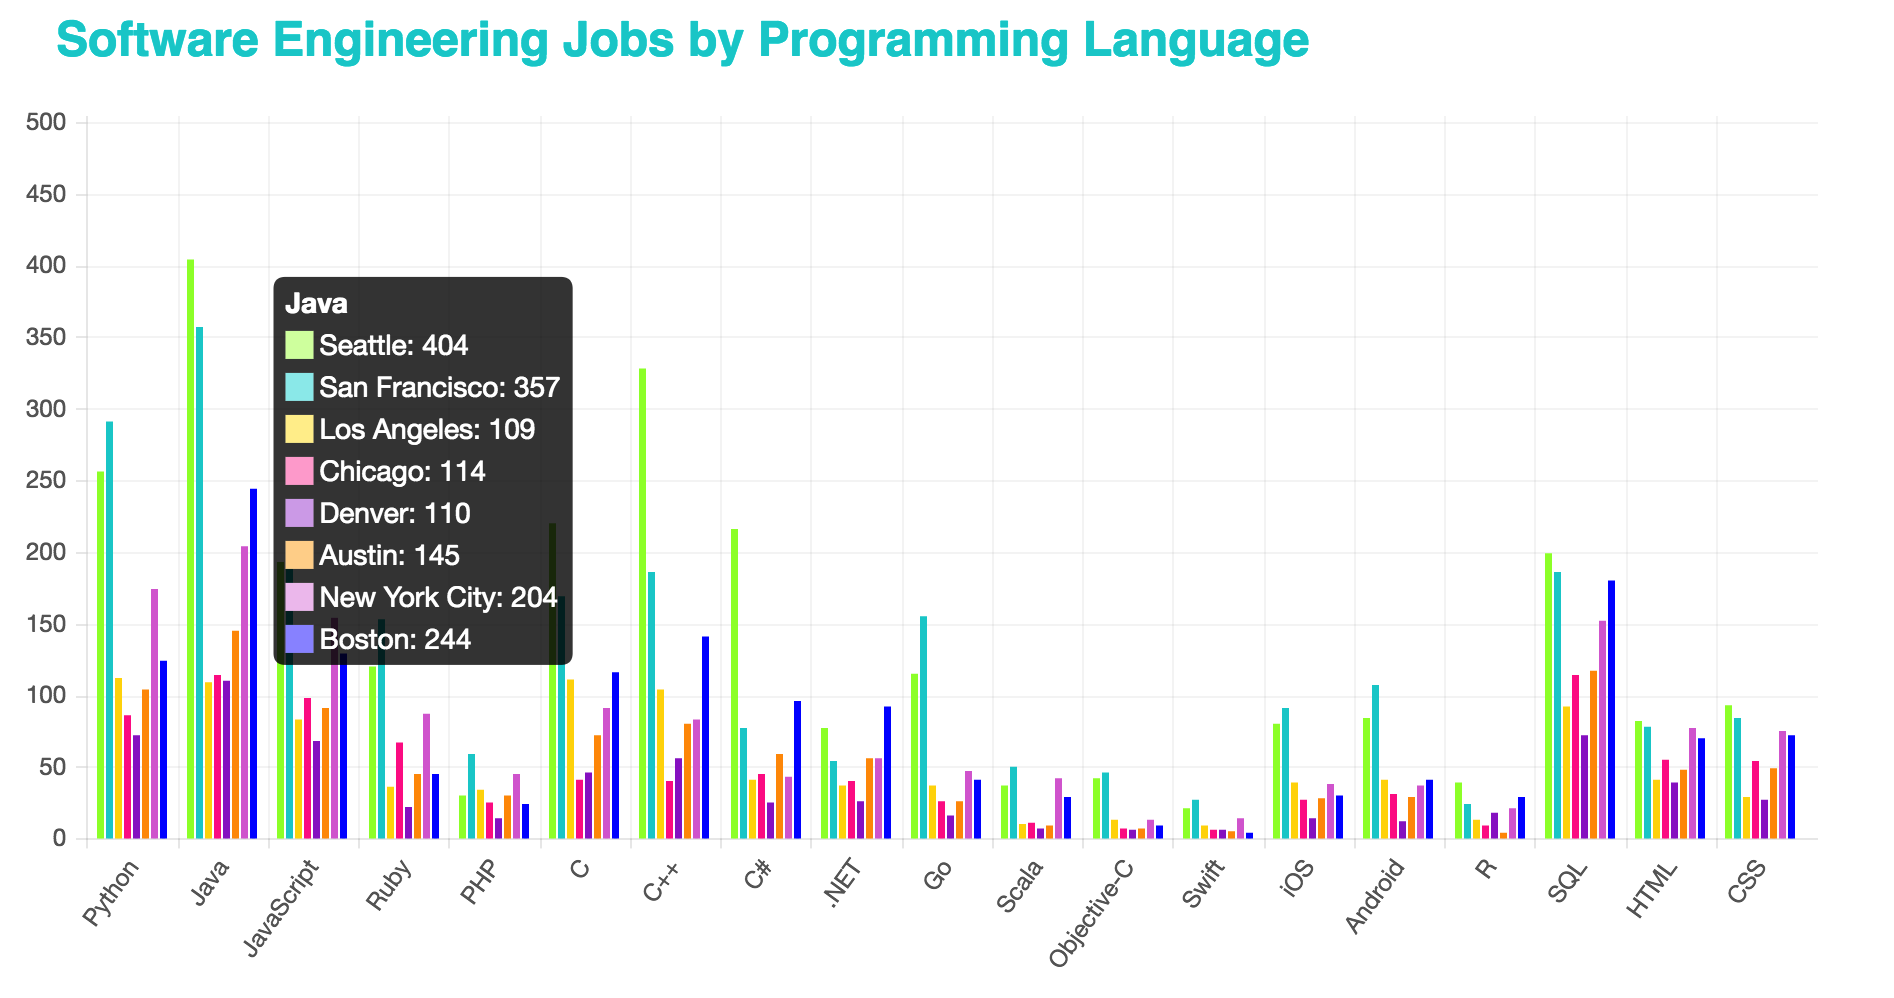 Software Engineering Jobs by Programming Language
500
450
400
350
300
250
200
150
100
50
0
Java
Seattle: 404
San Francisco: 357
Los Angeles: 109
Chicago: 114
Denver: 110
Austin: 145
New York City: 204
Boston: 244
Python
Java
JavaScript
Ruby
PHP
C
C++
C#
.NET
Go
Scala
Objective-C
Swift
iOS
Android
R
SQL
HTML
CSS